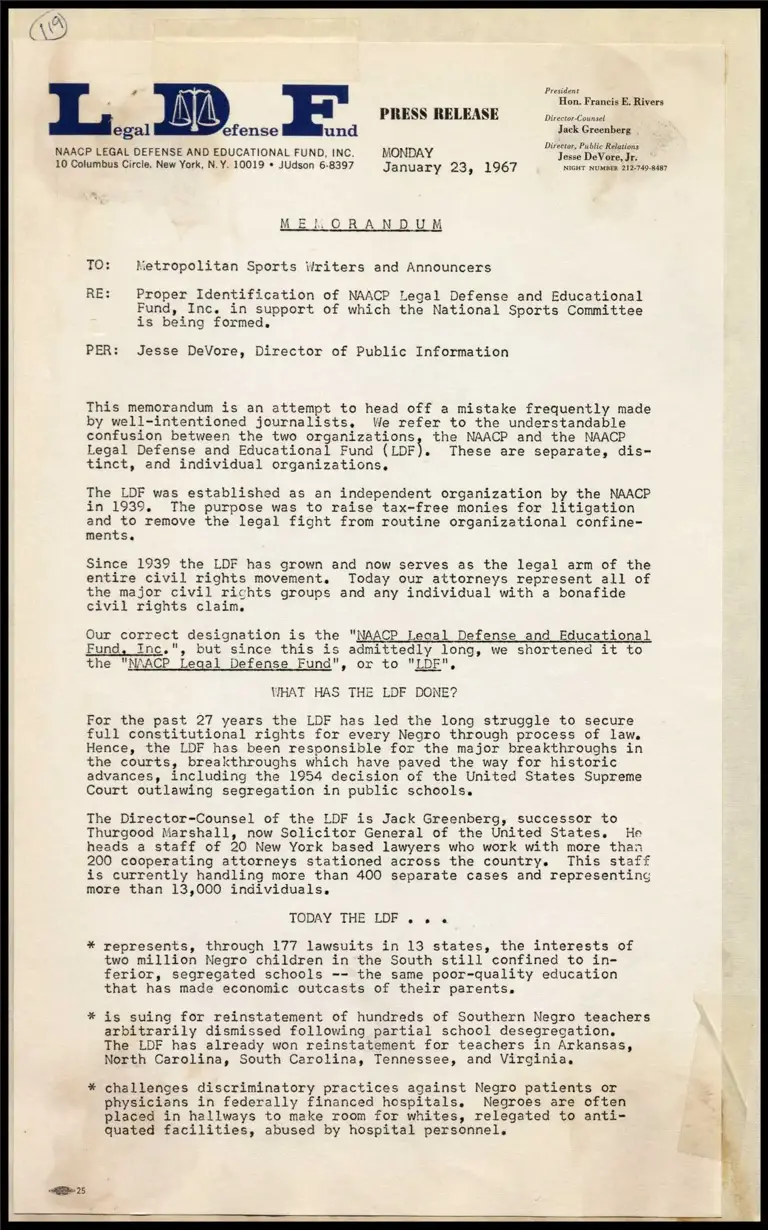 119
Legal Defense Fund
PRESS RELEASE
President
Hon. Francis E. Rivers
Director-Counsel
Jack Greenberg
Director, Public Relations
Jesse DeVore, Jr.
NIGHT NUMBER 212-749-8487
NAACP LEGAL DEFENSE AND EDUCATIONAL FUND, INC.
10 Columbus Circle, New York, N.Y. 10019 • JUdson 6-8397
MONDAY
January 23, 1967
MEMORANDUM
TO: Metropolitan Sports Writers and Announcers
RE: Proper Identification of NAACP Legal Defense and Educational
Fund, Inc. in support of which the National Sports Committee
is being formed.
PER: Jesse DeVore, Director of Public Information
This memorandum is an attempt to head off a mistake frequently made
by well-intentioned journalists. We refer to the understandable
confusion between the two organizations, the NAACP and the NAACP
Legal Defense and Educational Fund (LDF). These are separate, dis-
tinct, and individual organizations.
The LDF was established as an independent organization by the NAACP
in 1939. The purpose was to raise tax-free monies for litigation
and to remove the legal fight from routine organizational confine-
ments.
Since 1939 the LDF has grown and now serves as the legal arm of the
entire civil rights movement. Today our attorneys represent all of
the major civil rights groups and any individual with a bonafide
civil rights claim.
Our correct designation is the "NAACP Legal Defense and Educational
Fund, Inc.", but since this is admittedly long, we shortened it to
the "NAACP Legal Defense Fund", or to "LDF".
WHAT HAS THE LDF DONE?
For the past 27 years the LDF has led the long struggle to secure
full constitutional rights for every Negro through process of law.
Hence, the LDF has been responsible for the major breakthroughs in
the courts, breakthroughs which have paved the way for historic
advances, including the 1954 decision of the United States Supreme
Court outlawing segregation in public schools.
The Director-Counsel of the LDF is Jack Greenberg, successor to
Thurgood Marshall, now Solicitor General of the United States. He
heads a staff of 20 New York based lawyers who work with more than
200 cooperating attorneys stationed across the country. This staff
is currently handling more than 400 separate cases and representing
more than 13,000 individuals.
TODAY THE LDF . . .
* represents, through 177 lawsuits in 13 states, the interests of
two million Negro children in the South still confined to in-
ferior, segregated schools -- the same poor-quality education
that has made economic outcasts of their parents.
* is suing for reinstatement of hundreds of Southern Negro teachers
arbitrarily dismissed following partial school desegregation.
The LDF has already won reinstatement for teachers in Arkansas,
North Carolina, South Carolina, Tennessee, and Virginia.
* challenges discriminatory practices against Negro patients or
physicians in federally financed hospitals. Negroes are often
placed in hallways to make room for whites, relegated to anti-
quated facilities, abused by hospital personnel.
25